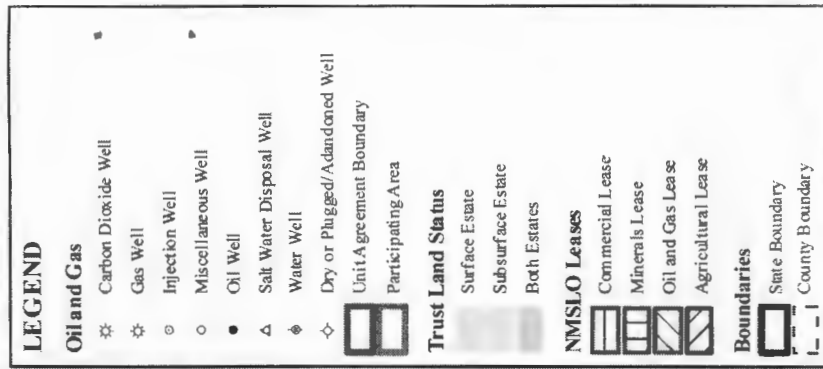 LEGEND
Oil and Gas
Carbon Dioxide Well
Gas Well
Injection Well
Miscellaneous Well
Oil Well
Salt Water Disposal Well
Water Well
Dry or Plugged/Adandoned Well
Unit Agreement Boundary
Participating Area
Trust Land Status
Surface Estate
Subsurface Estate
Both Estates
NMSLO Leases
Commercial Lease
Minerals Lease
Oil and Gas Lease
Agricultural Lease
Boundaries
State Boundary
County Boundary